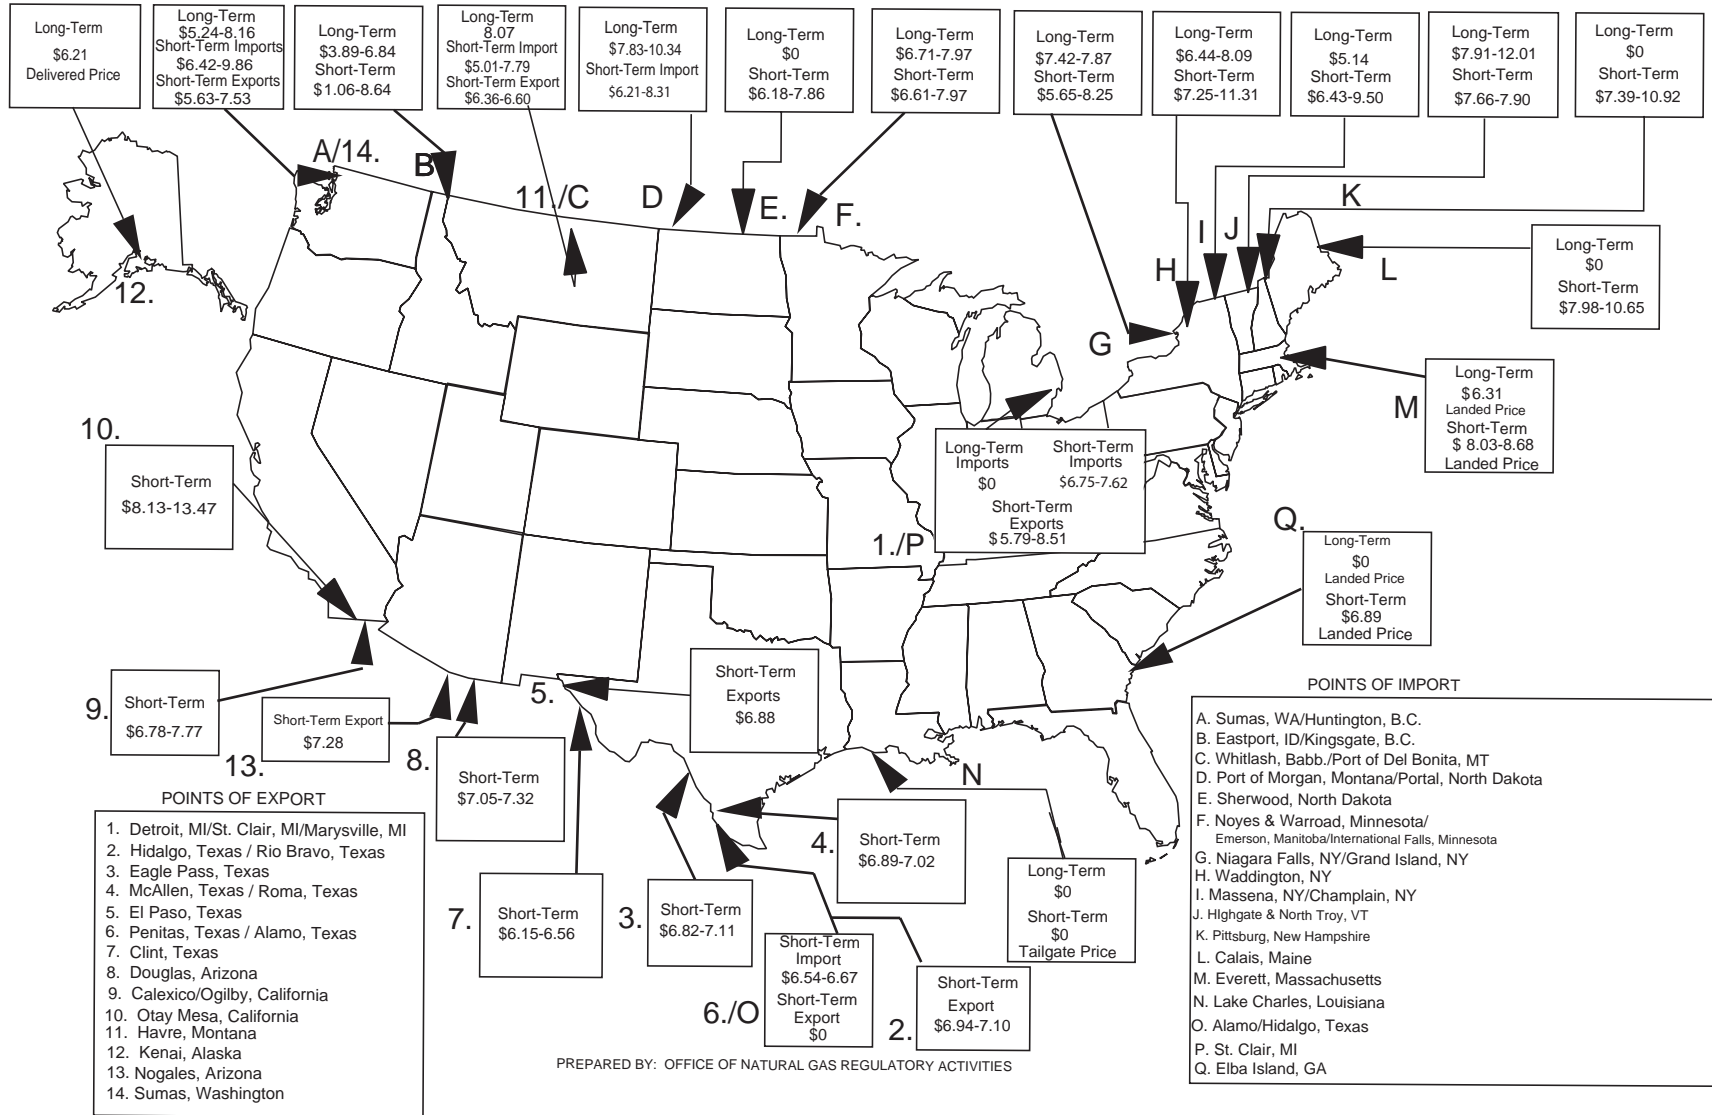 Long-Term
$6.21
Delivered Price
Long-Term
$5.24-8.16
Short-Term Imports
$6.42-9.86
Short-Term Exports
$5.63-7.53
Long-Term
$3.89-6.84
Short-Term
$1.06-8.64
Long-Term
8.07
Short-Term Import
$5.01-7.79
Short-Term Export
$6.36-6.60
Long-Term
$7.83-10.34
Short-Term Import
$6.21-8.31
Long-Term
$0
Short-Term
$6.18-7.86
Long-Term
$6.71-7.97
Short-Term
$6.61-7.97
Long-Term
$7.42-7.87
Short-Term
$5.65-8.25
Long-Term
$6.44-8.09
Short-Term
$7.25-11.31
Long-Term
$5.14
Short-Term
$6.43-9.50
Long-Term
$7.91-12.01
Short-Term
$7.66-7.90
Long-Term
$0
Short-Term
$7.39-10.92
A/14.
B
11./C
D
E.
F.
G
H
I
J
K
L
12.
Long-Term
$0
Short-Term
$7.98-10.65
M
Long-Term
$6.31
Landed Price
Short-Term
$ 8.03-8.68
Landed Price
10.
Short-Term
$8.13-13.47
1./P
Long-Term
Imports
$0
Short-Term
Imports
$6.75-7.62
Short-Term
Exports
$5.79-8.51
Q.
Long-Term
$0
Landed Price
Short-Term
$6.89
Landed Price
9.
Short-Term
$6.78-7.77
13.
Short-Term Export
$7.28
8.
Short-Term
$7.05-7.32
5.
Short-Term
Exports
$6.88
7.
Short-Term
$6.15-6.56
3.
Short-Term
$6.82-7.11
4.
Short-Term
$6.89-7.02
N
Long-Term
$0
Short-Term
$0
Tailgate Price
6./O
Short-Term
Import
$6.54-6.67
Short-Term
Export
$0
2.
Short-Term
Export
$6.94-7.10
POINTS OF EXPORT
1. Detroit, MI/St. Clair, MI/Marysville, MI
2. Hidalgo, Texas / Rio Bravo, Texas
3. Eagle Pass, Texas
4. McAllen, Texas / Roma, Texas
5. El Paso, Texas
6. Penitas, Texas / Alamo, Texas
7. Clint, Texas
8. Douglas, Arizona
9. Calexico/Ogilby, California
10. Otay Mesa, California
11. Havre, Montana
12. Kenai, Alaska
13. Nogales, Arizona
14. Sumas, Washington
POINTS OF IMPORT
A. Sumas, WA/Huntington, B.C.
B. Eastport, ID/Kingsgate, B.C.
C. Whitlash, Babb./Port of Del Bonita, MT
D. Port of Morgan, Montana/Portal, North Dakota
E. Sherwood, North Dakota
F. Noyes & Warroad, Minnesota/
Emerson, Manitoba/International Falls, Minnesota
G. Niagara Falls, NY/Grand Island, NY
H. Waddington, NY
I. Massena, NY/Champlain, NY
J. HIghgate & North Troy, VT
K. Pittsburg, New Hampshire
L. Calais, Maine
M. Everett, Massachusetts
N. Lake Charles, Louisiana
O. Alamo/Hidalgo, Texas
P. St. Clair, MI
Q. Elba Island, GA
PREPARED BY: OFFICE OF NATURAL GAS REGULATORY ACTIVITIES